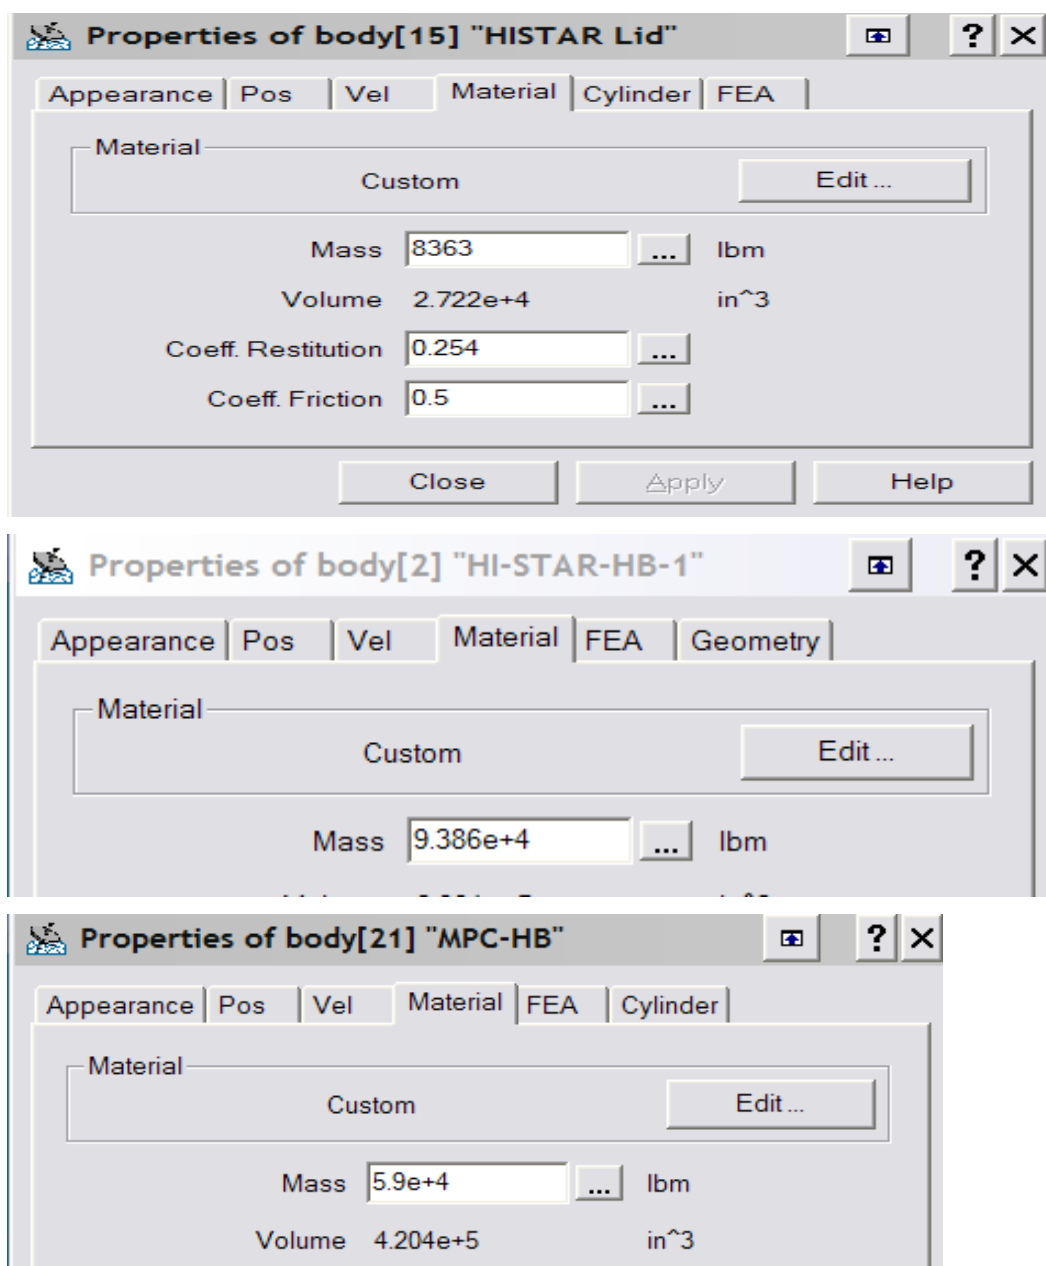 Properties of body[15] "HISTAR Lid" ? ×
Appearance Pos Vel Material Cylinder FEA
Material
Custom Edit ...
Mass 8363 ... lbm
Volume 2.722e+4 in^3
Coeff. Restitution 0.254 ...
Coeff. Friction 0.5 ...
Close Apply Help
Properties of body[2] "HI-STAR-HB-1" ? ×
Appearance Pos Vel Material FEA Geometry
Material
Custom Edit ...
Mass 9.386e+4 ... lbm
Properties of body[21] "MPC-HB" ? ×
Appearance Pos Vel Material FEA Cylinder
Material
Custom Edit ...
Mass 5.9e+4 ... lbm
Volume 4.204e+5 in^3